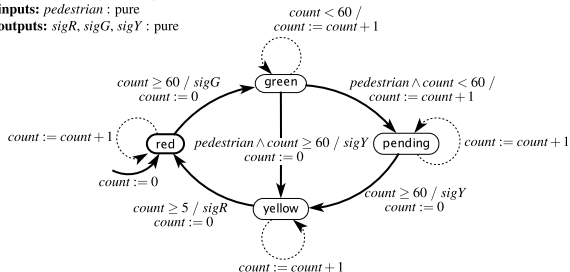 inputs: pedestrian : pure
outputs: sigR, sigG, sigY : pure
count < 60 /
count := count + 1
green
count ≥ 60 / sigG
count := 0
pedestrian ∧ count < 60 /
count := count + 1
count := count + 1
red
pedestrian ∧ count ≥ 60 / sigY
count := 0
pending
count := count + 1
count := 0
count ≥ 5 / sigR
count := 0
yellow
count ≥ 60 / sigY
count := 0
count := count + 1